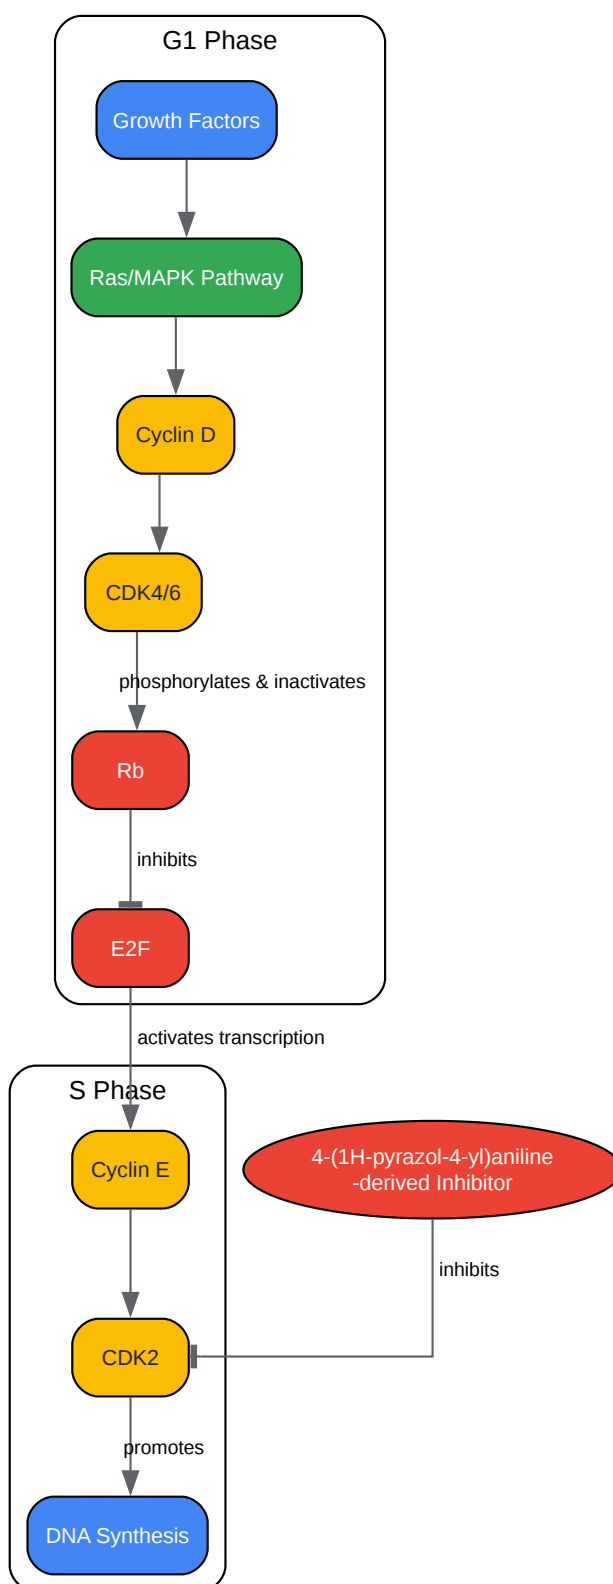 G1 Phase
Growth Factors
Ras/MAPK Pathway
Cyclin D
CDK4/6
phosphorylates & inactivates
Rb
inhibits
E2F
activates transcription
S Phase
Cyclin E
4-(1H-pyrazol-4-yl)aniline
-derived Inhibitor
inhibits
CDK2
promotes
DNA Synthesis